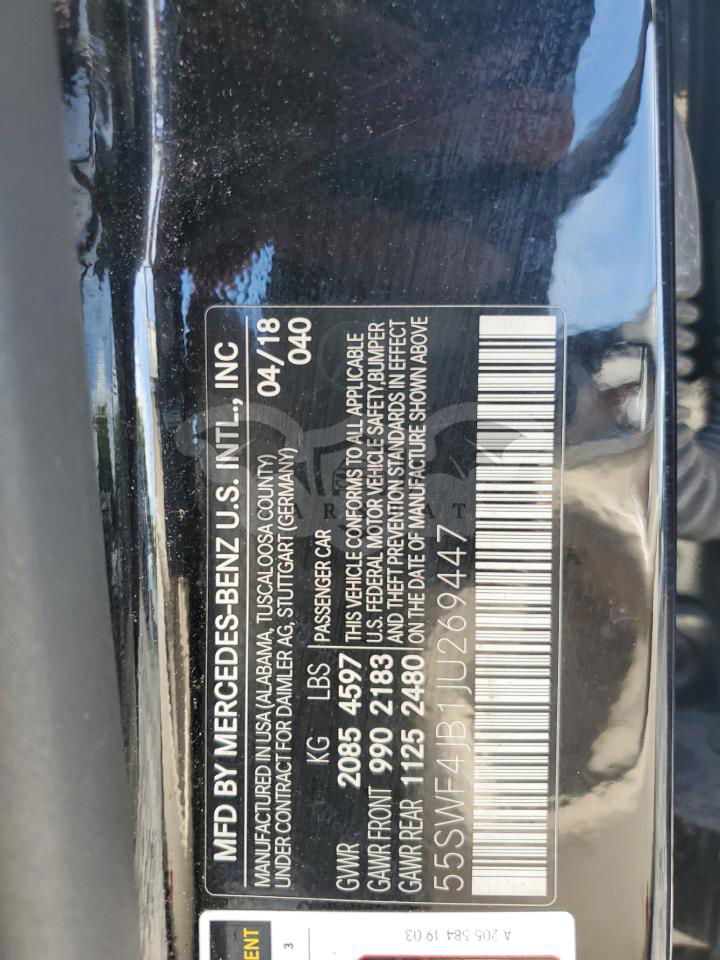 MFD BY MERCEDES-BENZ U.S. INTL., INC
MANUFACTURED IN USA (ALABAMA, TUSCALOOSA COUNTY) 04/18
UNDER CONTRACT FOR DAIMLER AG, STUTTGART (GERMANY) 040
KG LBS PASSENGER CAR
GVWR 2085 4597 THIS VEHICLE CONFORMS TO ALL APPLICABLE
GAWR FRONT 990 2183 U.S. FEDERAL MOTOR VEHICLE SAFETY,BUMPER
GAWR REAR 1125 2480 AND THEFT PREVENTION STANDARDS IN EFFECT
ON THE DATE OF MANUFACTURE SHOWN ABOVE
55SWF4JB1JU269447
3
A 205 584 19 03